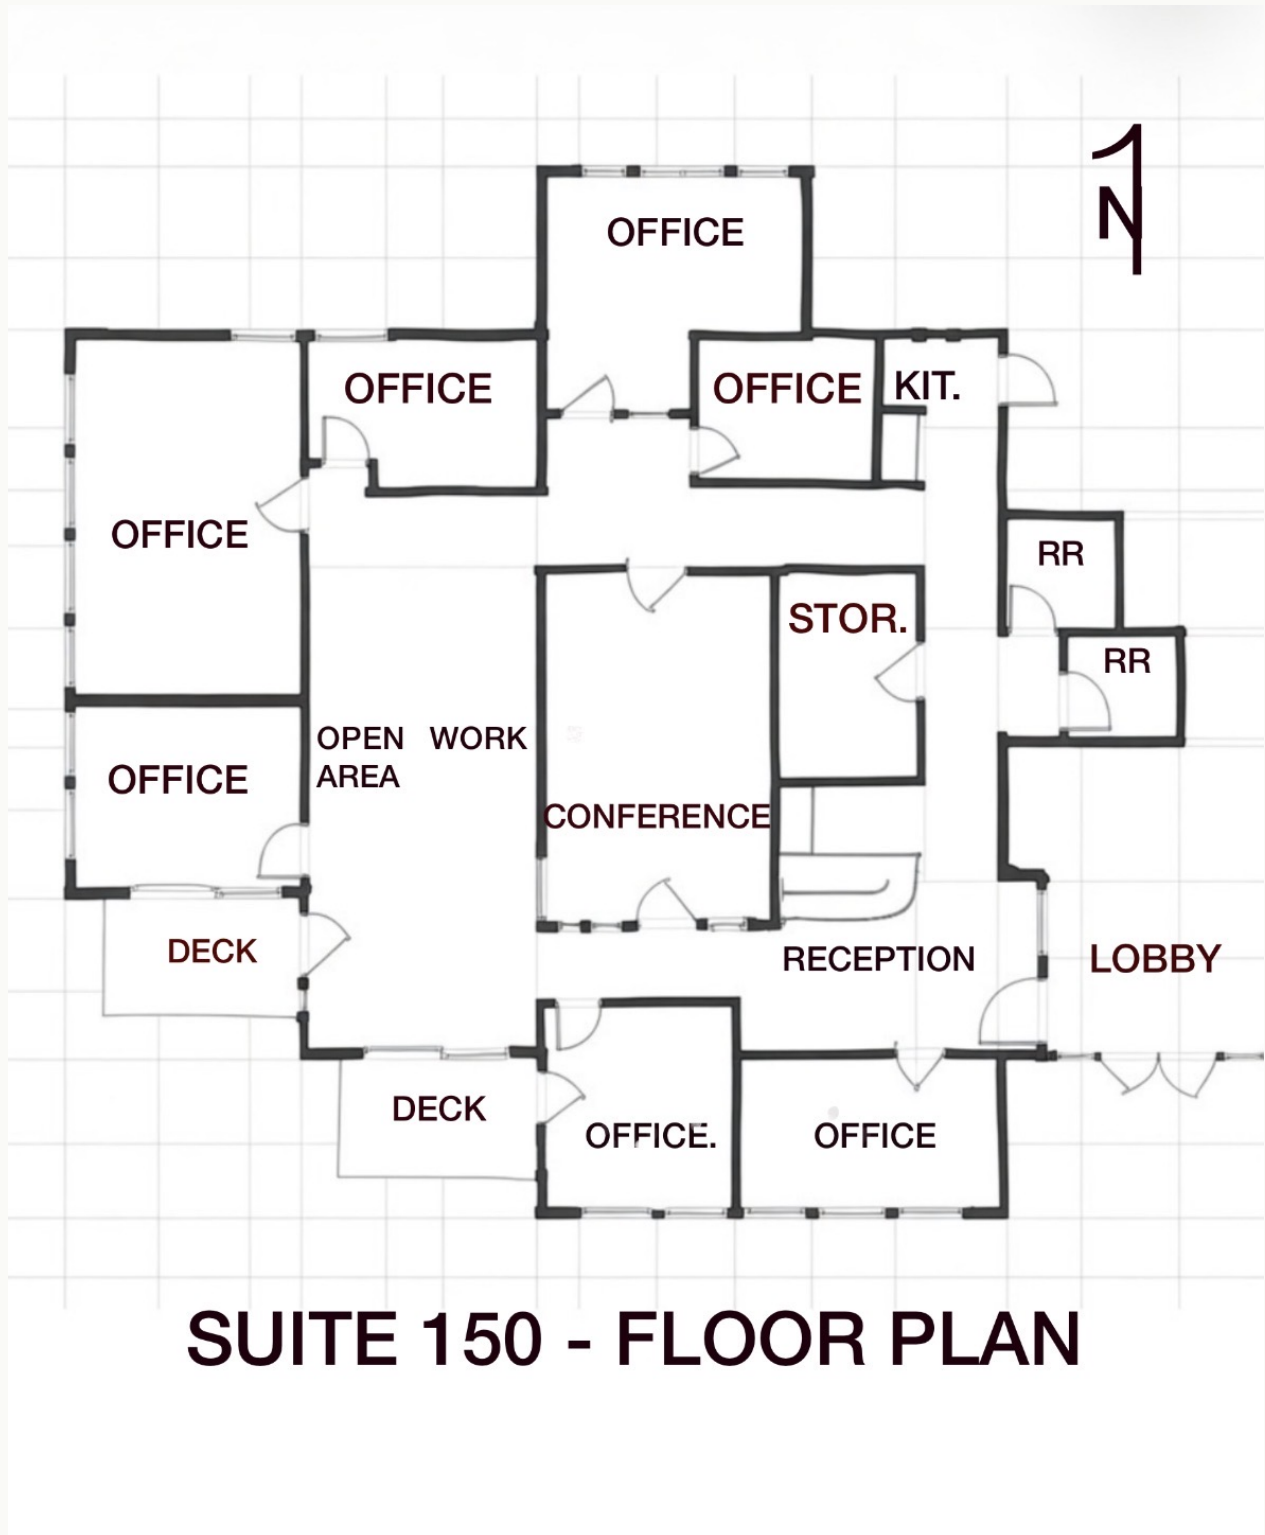 N
OFFICE
OFFICE
OFFICE
KIT.
OFFICE
RR
STOR.
RR
OPEN WORK
AREA
OFFICE
CONFERENCE
DECK
RECEPTION
LOBBY
DECK
OFFICE.
OFFICE
SUITE 150 - FLOOR PLAN